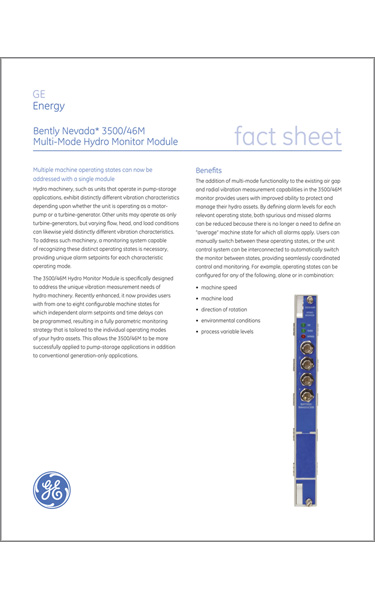 GE
Energy
Bently Nevada* 3500/46M
Multi-Mode Hydro Monitor Module
fact sheet
Multiple machine operating states can now be
addressed with a single module
Hydro machinery, such as units that operate in pump-storage
applications, exhibit distinctly different vibration characteristics
depending upon whether the unit is operating as a motor-
pump or a turbine-generator. Other units may operate as only
turbine-generators, but varying flow, head, and load conditions
can likewise yield distinctly different vibration characteristics.
To address such machinery, a monitoring system capable
of recognizing these distinct operating states is necessary,
providing unique alarm setpoints for each characteristic
operating mode.
The 3500/46M Hydro Monitor Module is specifically designed
to address the unique vibration measurement needs of
hydro machinery. Recently enhanced, it now provides users
with from one to eight configurable machine states for
which independent alarm setpoints and time delays can
be programmed, resulting in a fully parametric monitoring
strategy that is tailored to the individual operating modes
of your hydro assets. This allows the 3500/46M to be more
successfully applied to pump-storage applications in addition
to conventional generation-only applications.
Benefits
The addition of multi-mode functionality to the existing air gap
and radial vibration measurement capabilities in the 3500/46M
monitor provides users with improved ability to protect and
manage their hydro assets. By defining alarm levels for each
relevant operating state, both spurious and missed alarms
can be reduced because there is no longer a need to define an
"average" machine state for which all alarms apply. Users can
manually switch between these operating states, or the unit
control system can be interconnected to automatically switch
the monitor between states, providing seamlessly coordinated
control and monitoring. For example, operating states can be
configured for any of the following, alone or in combination:
• machine speed
• machine load
• direction of rotation
• environmental conditions
• process variable levels
GE